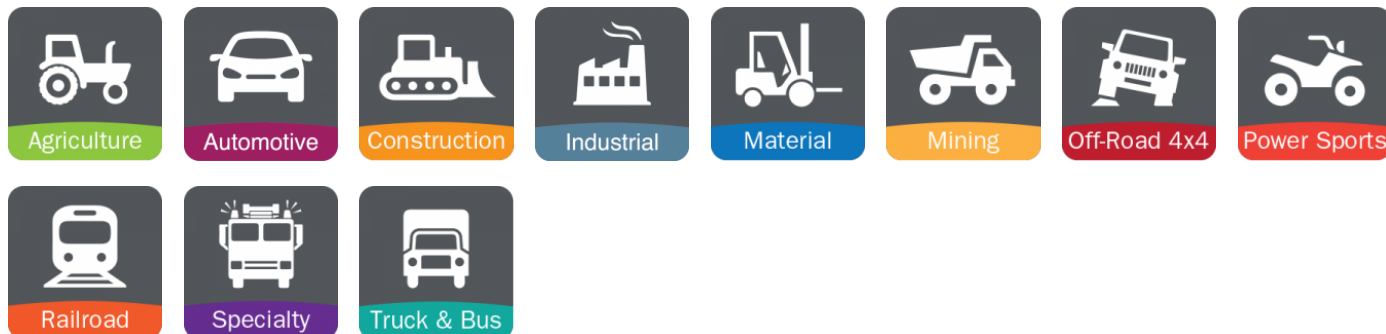 Agriculture
Automotive
Construction
Industrial
Material
Mining
Off-Road 4x4
Power Sports
Railroad
Specialty
Truck & Bus